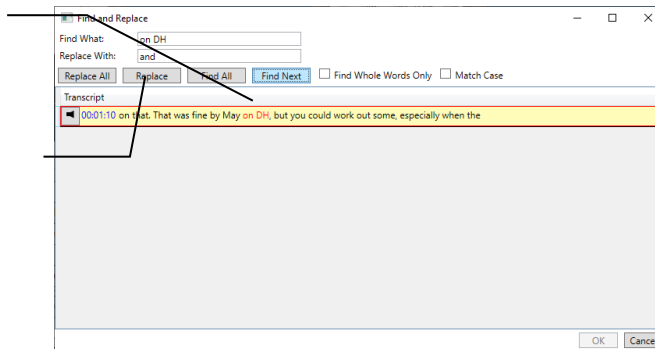 Find and Replace
Find What: on DH
Replace With: and
Replace All Replace Find All Find Next Find Whole Words Only Match Case
Transcript
00:01:10 on that. That was fine by May on DH, but you could work out some, especially when the
OK Cance